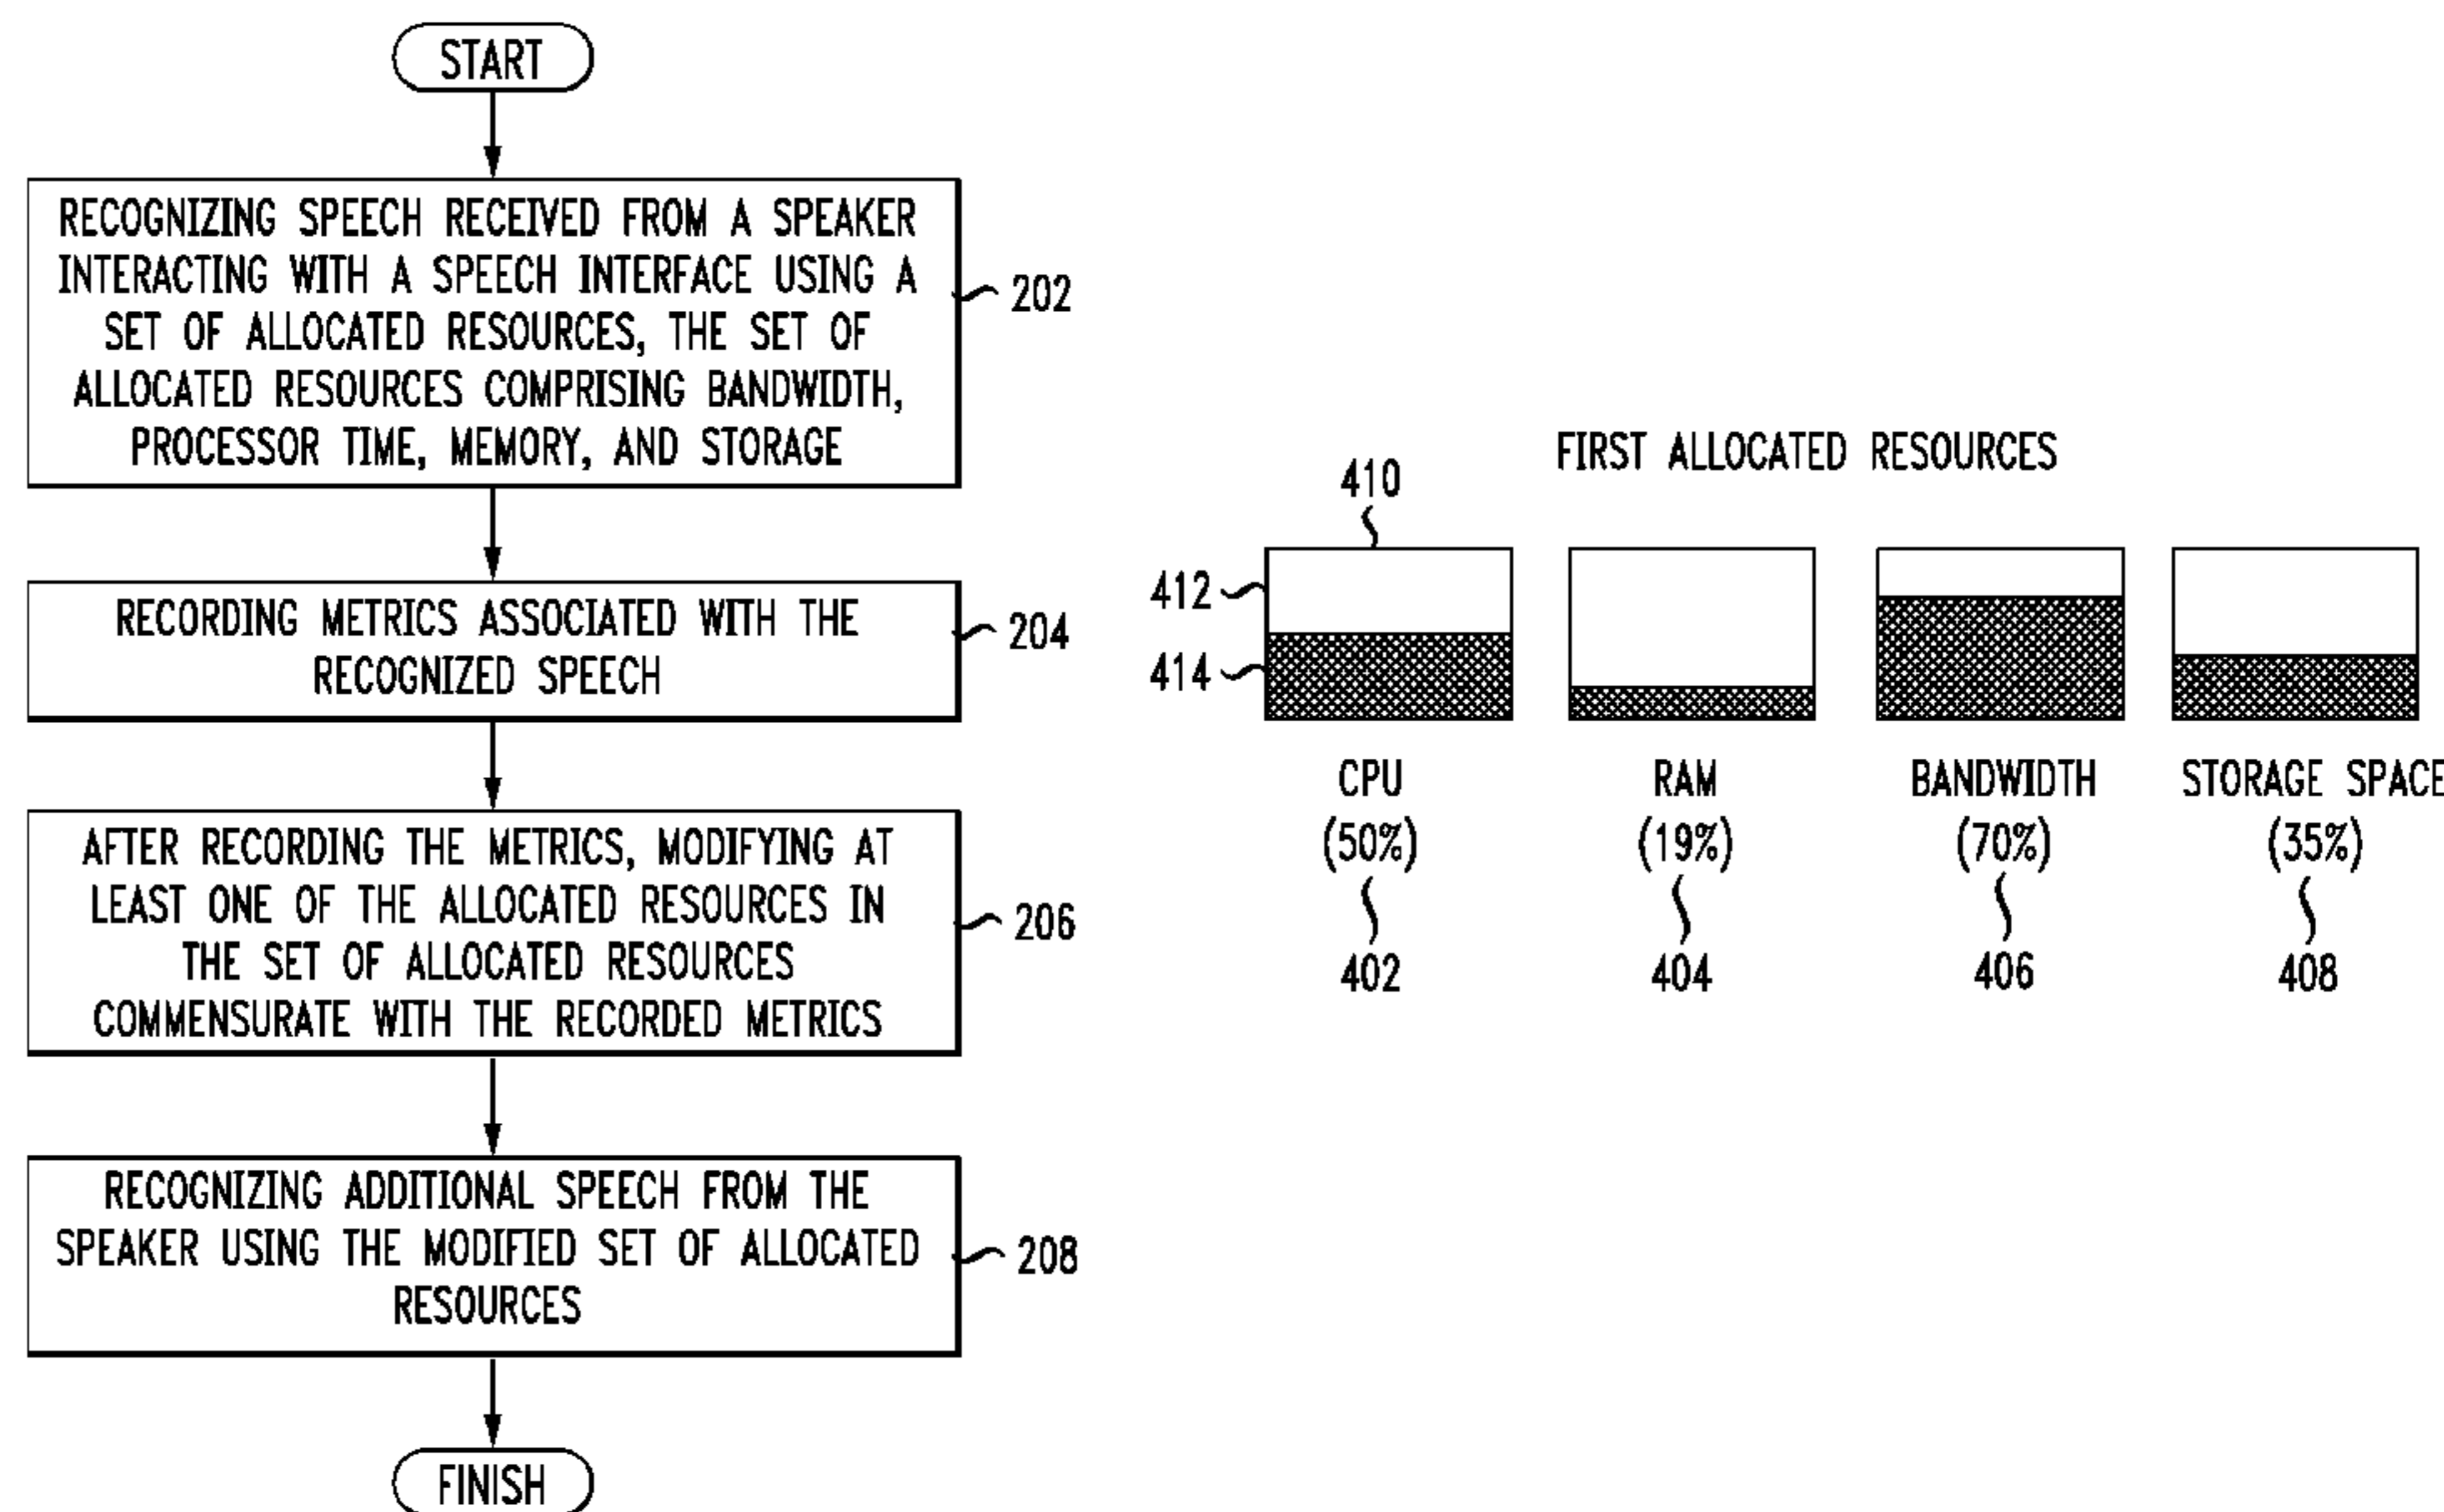 START
RECOGNIZING SPEECH RECEIVED FROM A SPEAKER
INTERACTING WITH A SPEECH INTERFACE USING A
SET OF ALLOCATED RESOURCES, THE SET OF
ALLOCATED RESOURCES COMPRISING BANDWIDTH,
PROCESSOR TIME, MEMORY, AND STORAGE
202
RECORDING METRICS ASSOCIATED WITH THE
RECOGNIZED SPEECH
204
AFTER RECORDING THE METRICS, MODIFYING AT
LEAST ONE OF THE ALLOCATED RESOURCES IN
THE SET OF ALLOCATED RESOURCES
COMMENSURATE WITH THE RECORDED METRICS
206
RECOGNIZING ADDITIONAL SPEECH FROM THE
SPEAKER USING THE MODIFIED SET OF ALLOCATED
RESOURCES
208
FINISH
FIRST ALLOCATED RESOURCES
410
412
414
CPU
(50%)
402
RAM
(19%)
404
BANDWIDTH
(70%)
406
STORAGE SPACE
(35%)
408